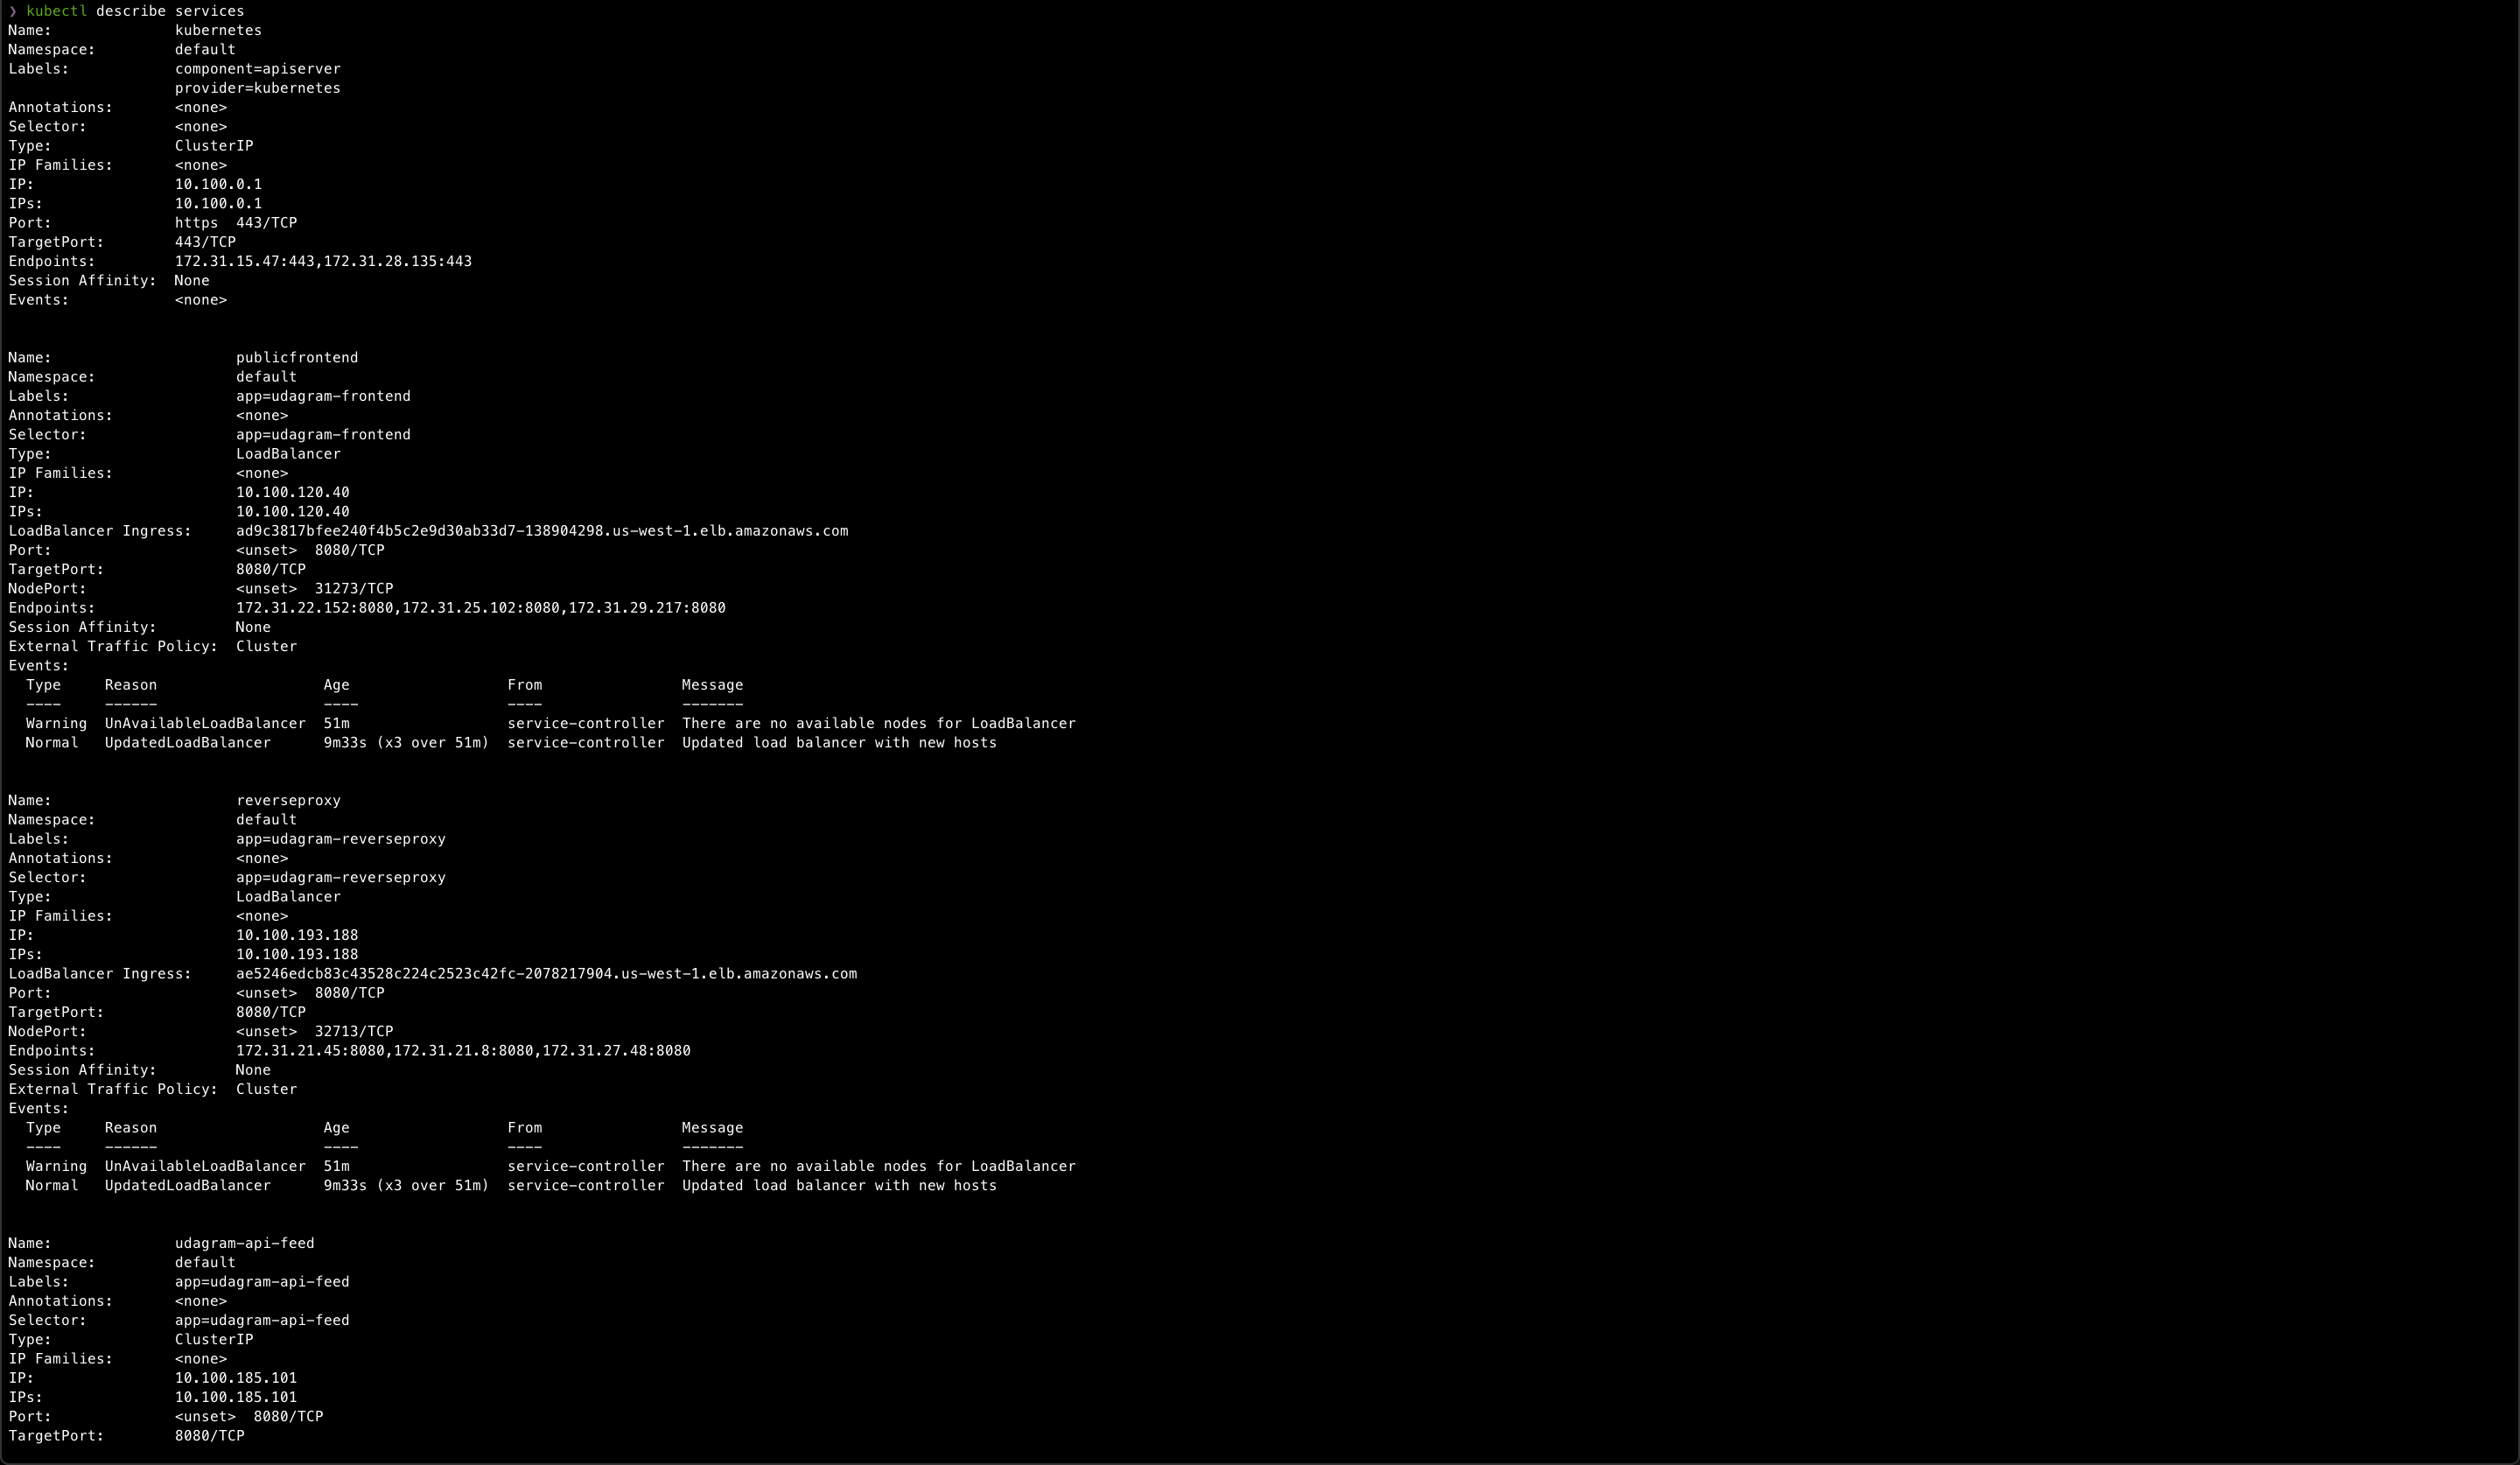 ❯ kubectl describe services
Name:              kubernetes
Namespace:         default
Labels:            component=apiserver
                   provider=kubernetes
Annotations:       <none>
Selector:          <none>
Type:              ClusterIP
IP Families:       <none>
IP:                10.100.0.1
IPs:               10.100.0.1
Port:              https  443/TCP
TargetPort:        443/TCP
Endpoints:         172.31.15.47:443,172.31.28.135:443
Session Affinity:  None
Events:            <none>
Name:                     publicfrontend
Namespace:                default
Labels:                   app=udagram-frontend
Annotations:              <none>
Selector:                 app=udagram-frontend
Type:                     LoadBalancer
IP Families:              <none>
IP:                       10.100.120.40
IPs:                      10.100.120.40
LoadBalancer Ingress:     ad9c3817bfee240f4b5c2e9d30ab33d7-138904298.us-west-1.elb.amazonaws.com
Port:                     <unset>  8080/TCP
TargetPort:               8080/TCP
NodePort:                 <unset>  31273/TCP
Endpoints:                172.31.22.152:8080,172.31.25.102:8080,172.31.29.217:8080
Session Affinity:         None
External Traffic Policy:  Cluster
Events:
  Type     Reason                   Age                  From                Message
  ----     ------                   ----                 ----                -------
  Warning  UnAvailableLoadBalancer  51m                  service-controller  There are no available nodes for LoadBalancer
  Normal   UpdatedLoadBalancer      9m33s (x3 over 51m)  service-controller  Updated load balancer with new hosts
Name:                     reverseproxy
Namespace:                default
Labels:                   app=udagram-reverseproxy
Annotations:              <none>
Selector:                 app=udagram-reverseproxy
Type:                     LoadBalancer
IP Families:              <none>
IP:                       10.100.193.188
IPs:                      10.100.193.188
LoadBalancer Ingress:     ae5246edcb83c43528c224c2523c42fc-2078217904.us-west-1.elb.amazonaws.com
Port:                     <unset>  8080/TCP
TargetPort:               8080/TCP
NodePort:                 <unset>  32713/TCP
Endpoints:                172.31.21.45:8080,172.31.21.8:8080,172.31.27.48:8080
Session Affinity:         None
External Traffic Policy:  Cluster
Events:
  Type     Reason                   Age                  From                Message
  ----     ------                   ----                 ----                -------
  Warning  UnAvailableLoadBalancer  51m                  service-controller  There are no available nodes for LoadBalancer
  Normal   UpdatedLoadBalancer      9m33s (x3 over 51m)  service-controller  Updated load balancer with new hosts
Name:              udagram-api-feed
Namespace:         default
Labels:            app=udagram-api-feed
Annotations:       <none>
Selector:          app=udagram-api-feed
Type:              ClusterIP
IP Families:       <none>
IP:                10.100.185.101
IPs:               10.100.185.101
Port:              <unset>  8080/TCP
TargetPort:        8080/TCP